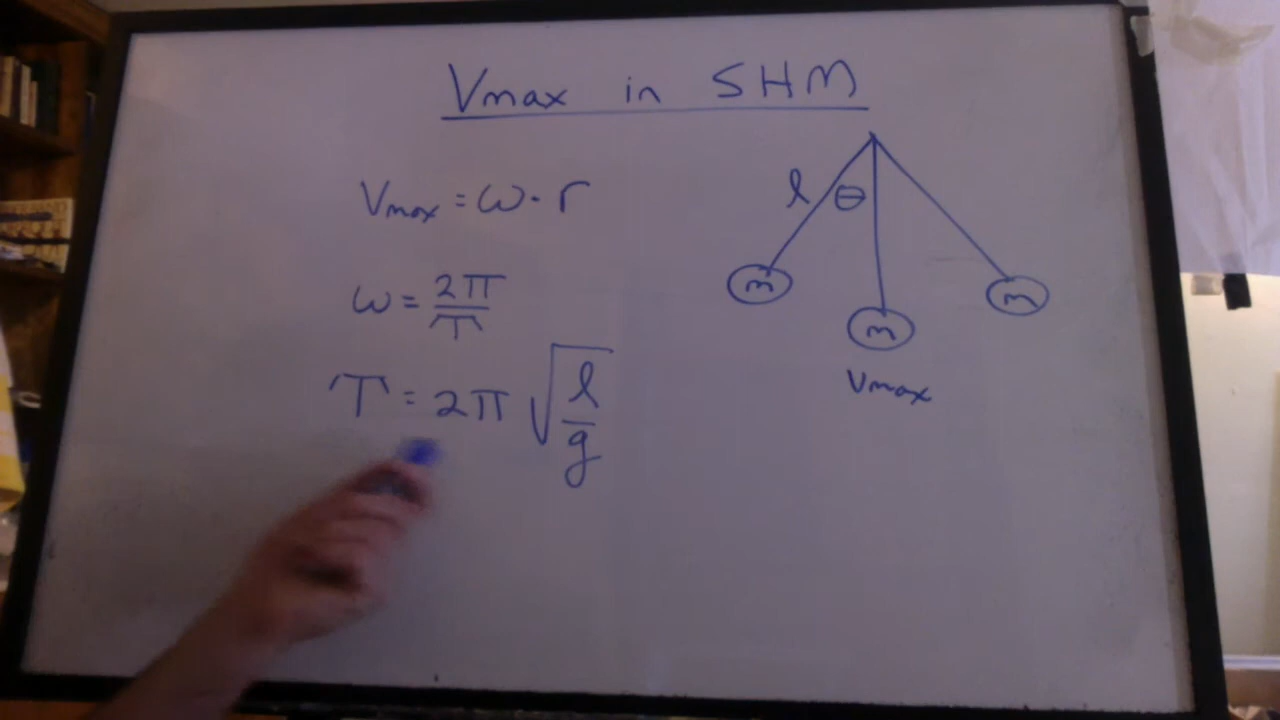 Vmax in SHM
Vmax = ω · r
ω = 2π/T
T = 2π √(l/g)
l θ
m
m
m
Vmax